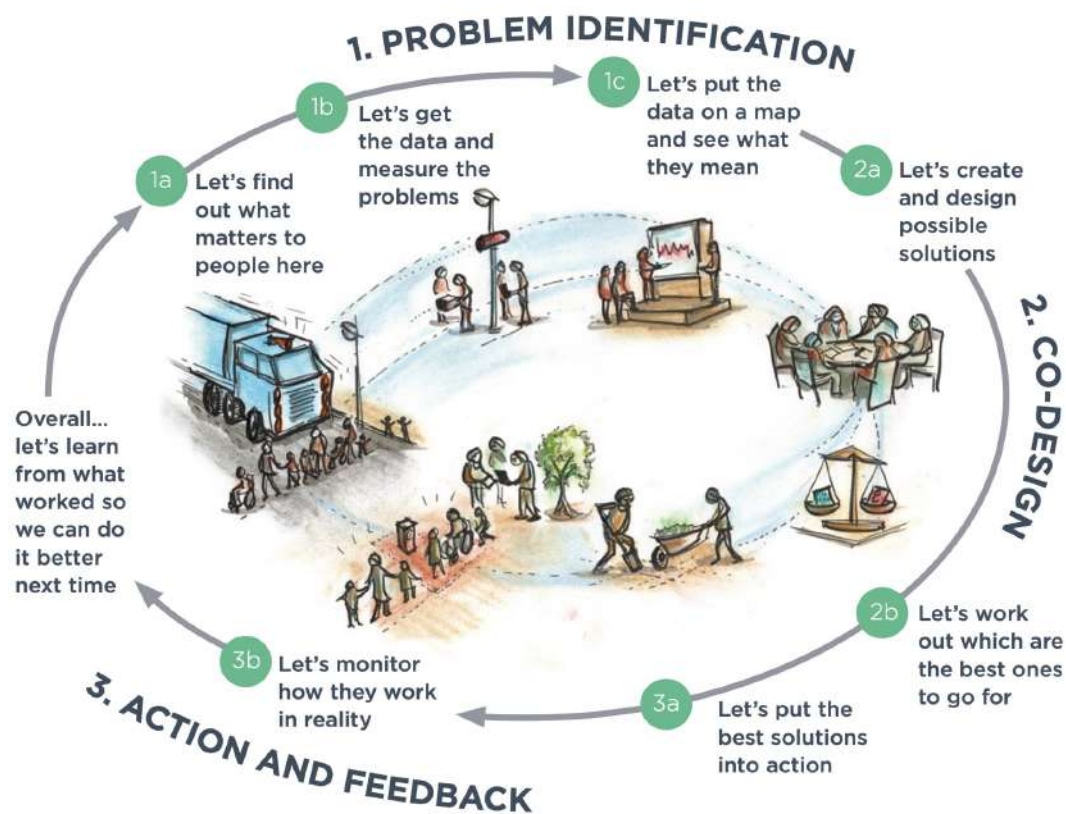 1. PROBLEM IDENTIFICATION
1a
Let's find
out what
matters to
people here
1b
Let's get
the data and
measure the
problems
1c
Let's put the
data on a map
and see what
they mean
2. CO-DESIGN
2a
Let's create
and design
possible
solutions
2b
Let's work
out which are
the best ones
to go for
3. ACTION AND FEEDBACK
3a
Let's put the
best solutions
into action
3b
Let's monitor
how they work
in reality
Overall...
let's learn
from what
worked so
we can do
it better
next time